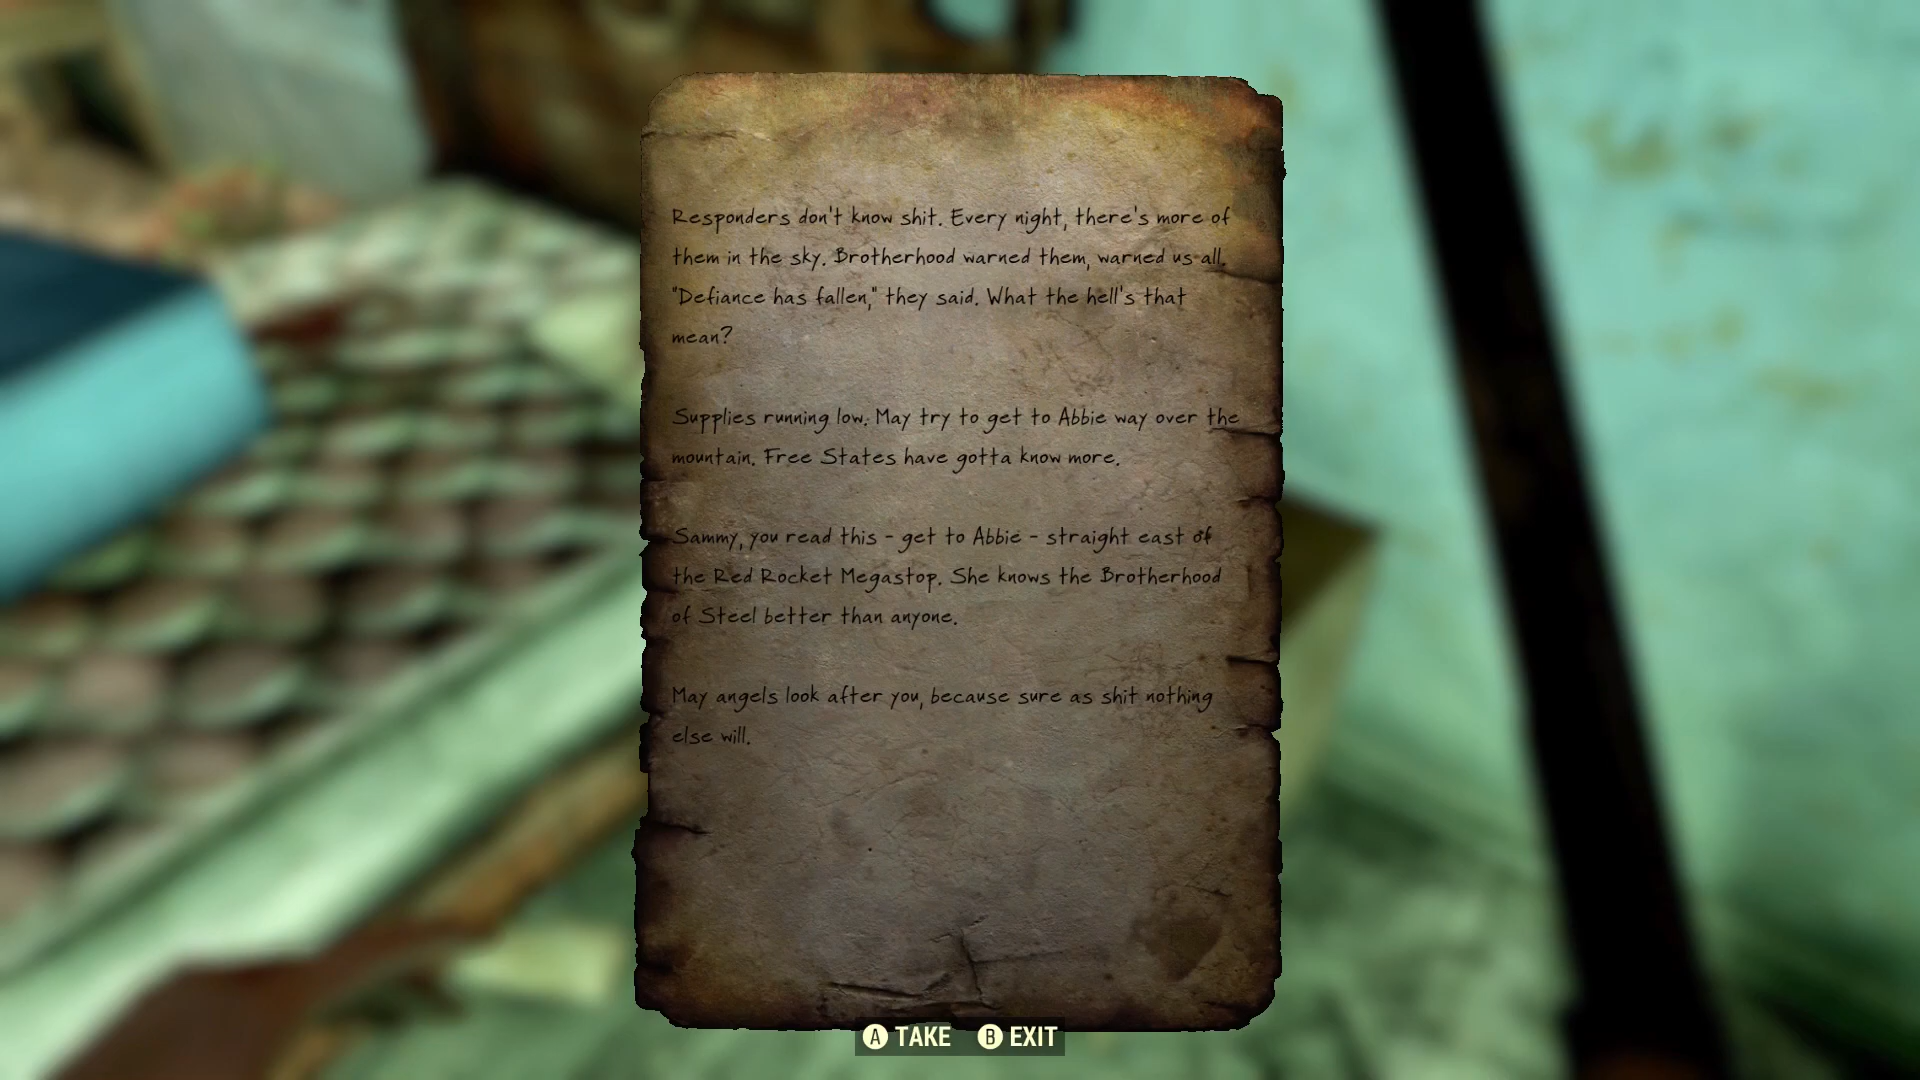 Responders don't know shit. Every night, there's more of
them in the sky. Brotherhood warned them, warned us all.
"Defiance has fallen," they said. What the hell's that
mean?
Supplies running low. May try to get to Abbie way over the
mountain. Free States have gotta know more.
Sammy, you read this - get to Abbie - straight east of
the Red Rocket Megastop. She knows the Brotherhood
of Steel better than anyone.
May angels look after you, because sure as shit nothing
else will.
A TAKE B EXIT